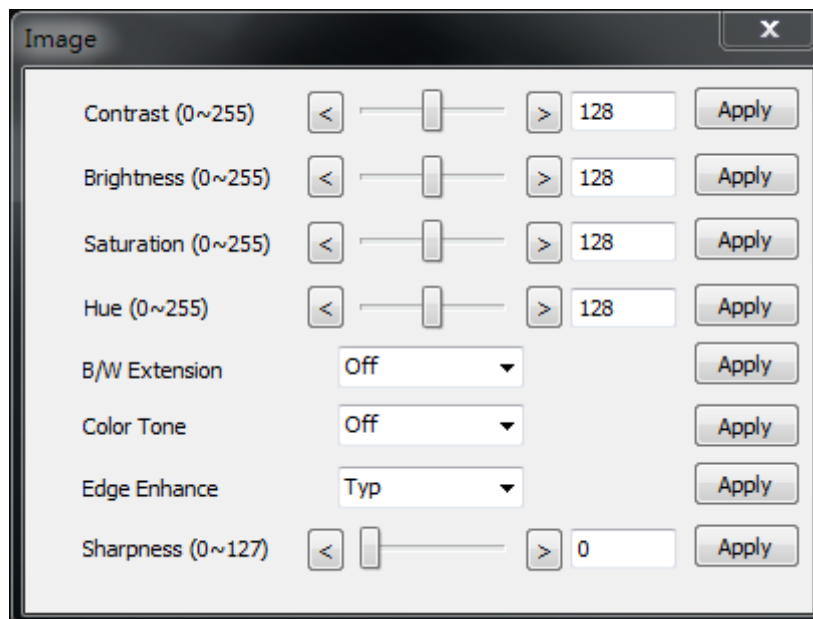 Image
x
Contrast (0~255) < > 128 Apply
Brightness (0~255) < > 128 Apply
Saturation (0~255) < > 128 Apply
Hue (0~255) < > 128 Apply
B/W Extension Off Apply
Color Tone Off Apply
Edge Enhance Typ Apply
Sharpness (0~127) < > 0 Apply